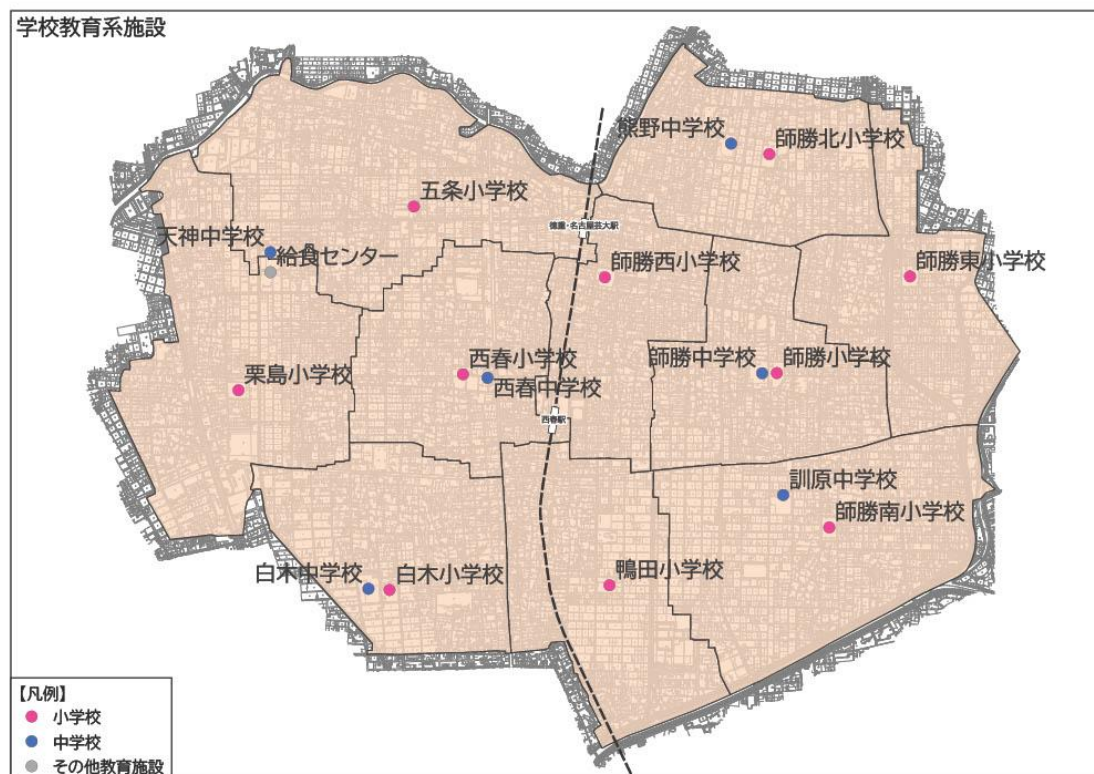 学校教育系施設
熊野中学校
師勝北小学校
五条小学校
徳重・名古屋芸大駅
天神中学校
給食センター
師勝西小学校
師勝東小学校
栗島小学校
西春小学校
西春中学校
師勝中学校
師勝小学校
西春駅
訓原中学校
師勝南小学校
白木中学校
白木小学校
鴨田小学校
【凡例】
小学校
中学校
その他教育施設